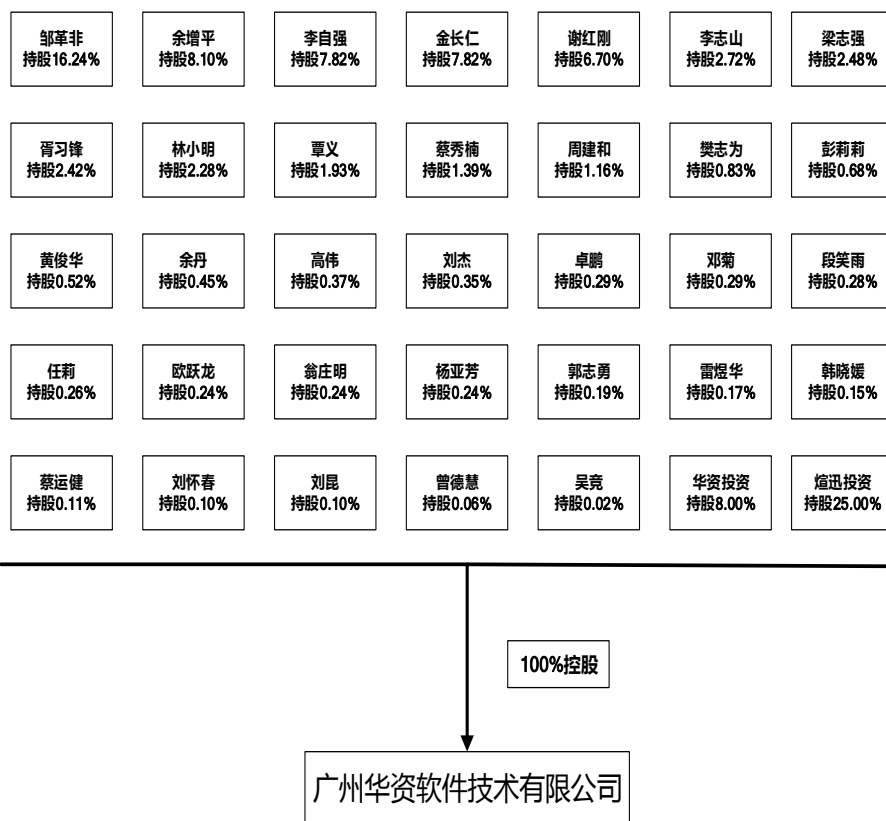 邹革非
持股16.24%
余增平
持股8.10%
李自强
持股7.82%
金长仁
持股7.82%
谢红刚
持股6.70%
李志山
持股2.72%
梁志强
持股2.48%
胥习锋
持股2.42%
林小明
持股2.28%
覃义
持股1.93%
蔡秀楠
持股1.39%
周建和
持股1.16%
樊志为
持股0.83%
彭莉莉
持股0.68%
黄俊华
持股0.52%
余丹
持股0.45%
高伟
持股0.37%
刘杰
持股0.35%
卓鹏
持股0.29%
邓菊
持股0.29%
段笑雨
持股0.28%
任莉
持股0.26%
欧跃龙
持股0.24%
翁庄明
持股0.24%
杨亚芳
持股0.24%
郭志勇
持股0.19%
雷煜华
持股0.17%
韩晓媛
持股0.15%
蔡运健
持股0.11%
刘怀春
持股0.10%
刘昆
持股0.10%
曾德慧
持股0.06%
吴竞
持股0.02%
华资投资
持股8.00%
煊迅投资
持股25.00%
100%控股
广州华资软件技术有限公司